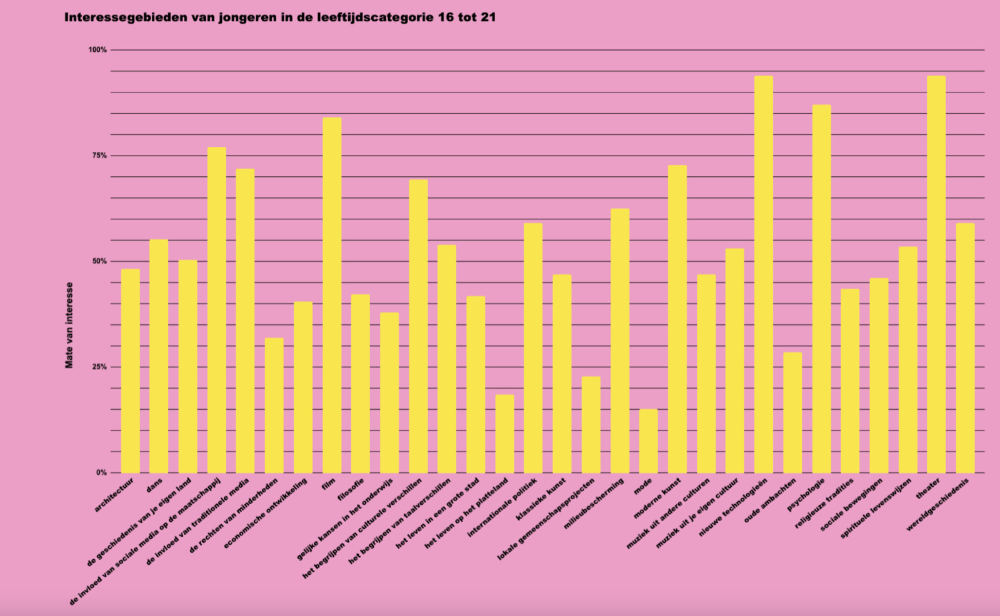 Interessegebieden van jongeren in de leeftijdscategorie 16 tot 21
100%
75%
50%
25%
0%
Mate van interesse
architectuur
dans
de geschiedenis van je eigen land
de invloed van sociale media op de maatschappij
de invloed van traditionele media
de rechten van minderheden
economische ontwikkeling
film
filosofie
gelijke kansen in het onderwijs
het begrijpen van culturele verschillen
het begrijpen van taalverschillen
het leven in een grote stad
het leven op het platteland
internationale politiek
klassieke kunst
lokale gemeenschapsprojecten
milieubescherming
mode
moderne kunst
muziek uit andere culturen
muziek uit je eigen cultuur
nieuwe technologieën
oude ambachten
psychologie
religieuze tradities
sociale bewegingen
spirituele levenswijzen
theater
wereldgeschiedenis